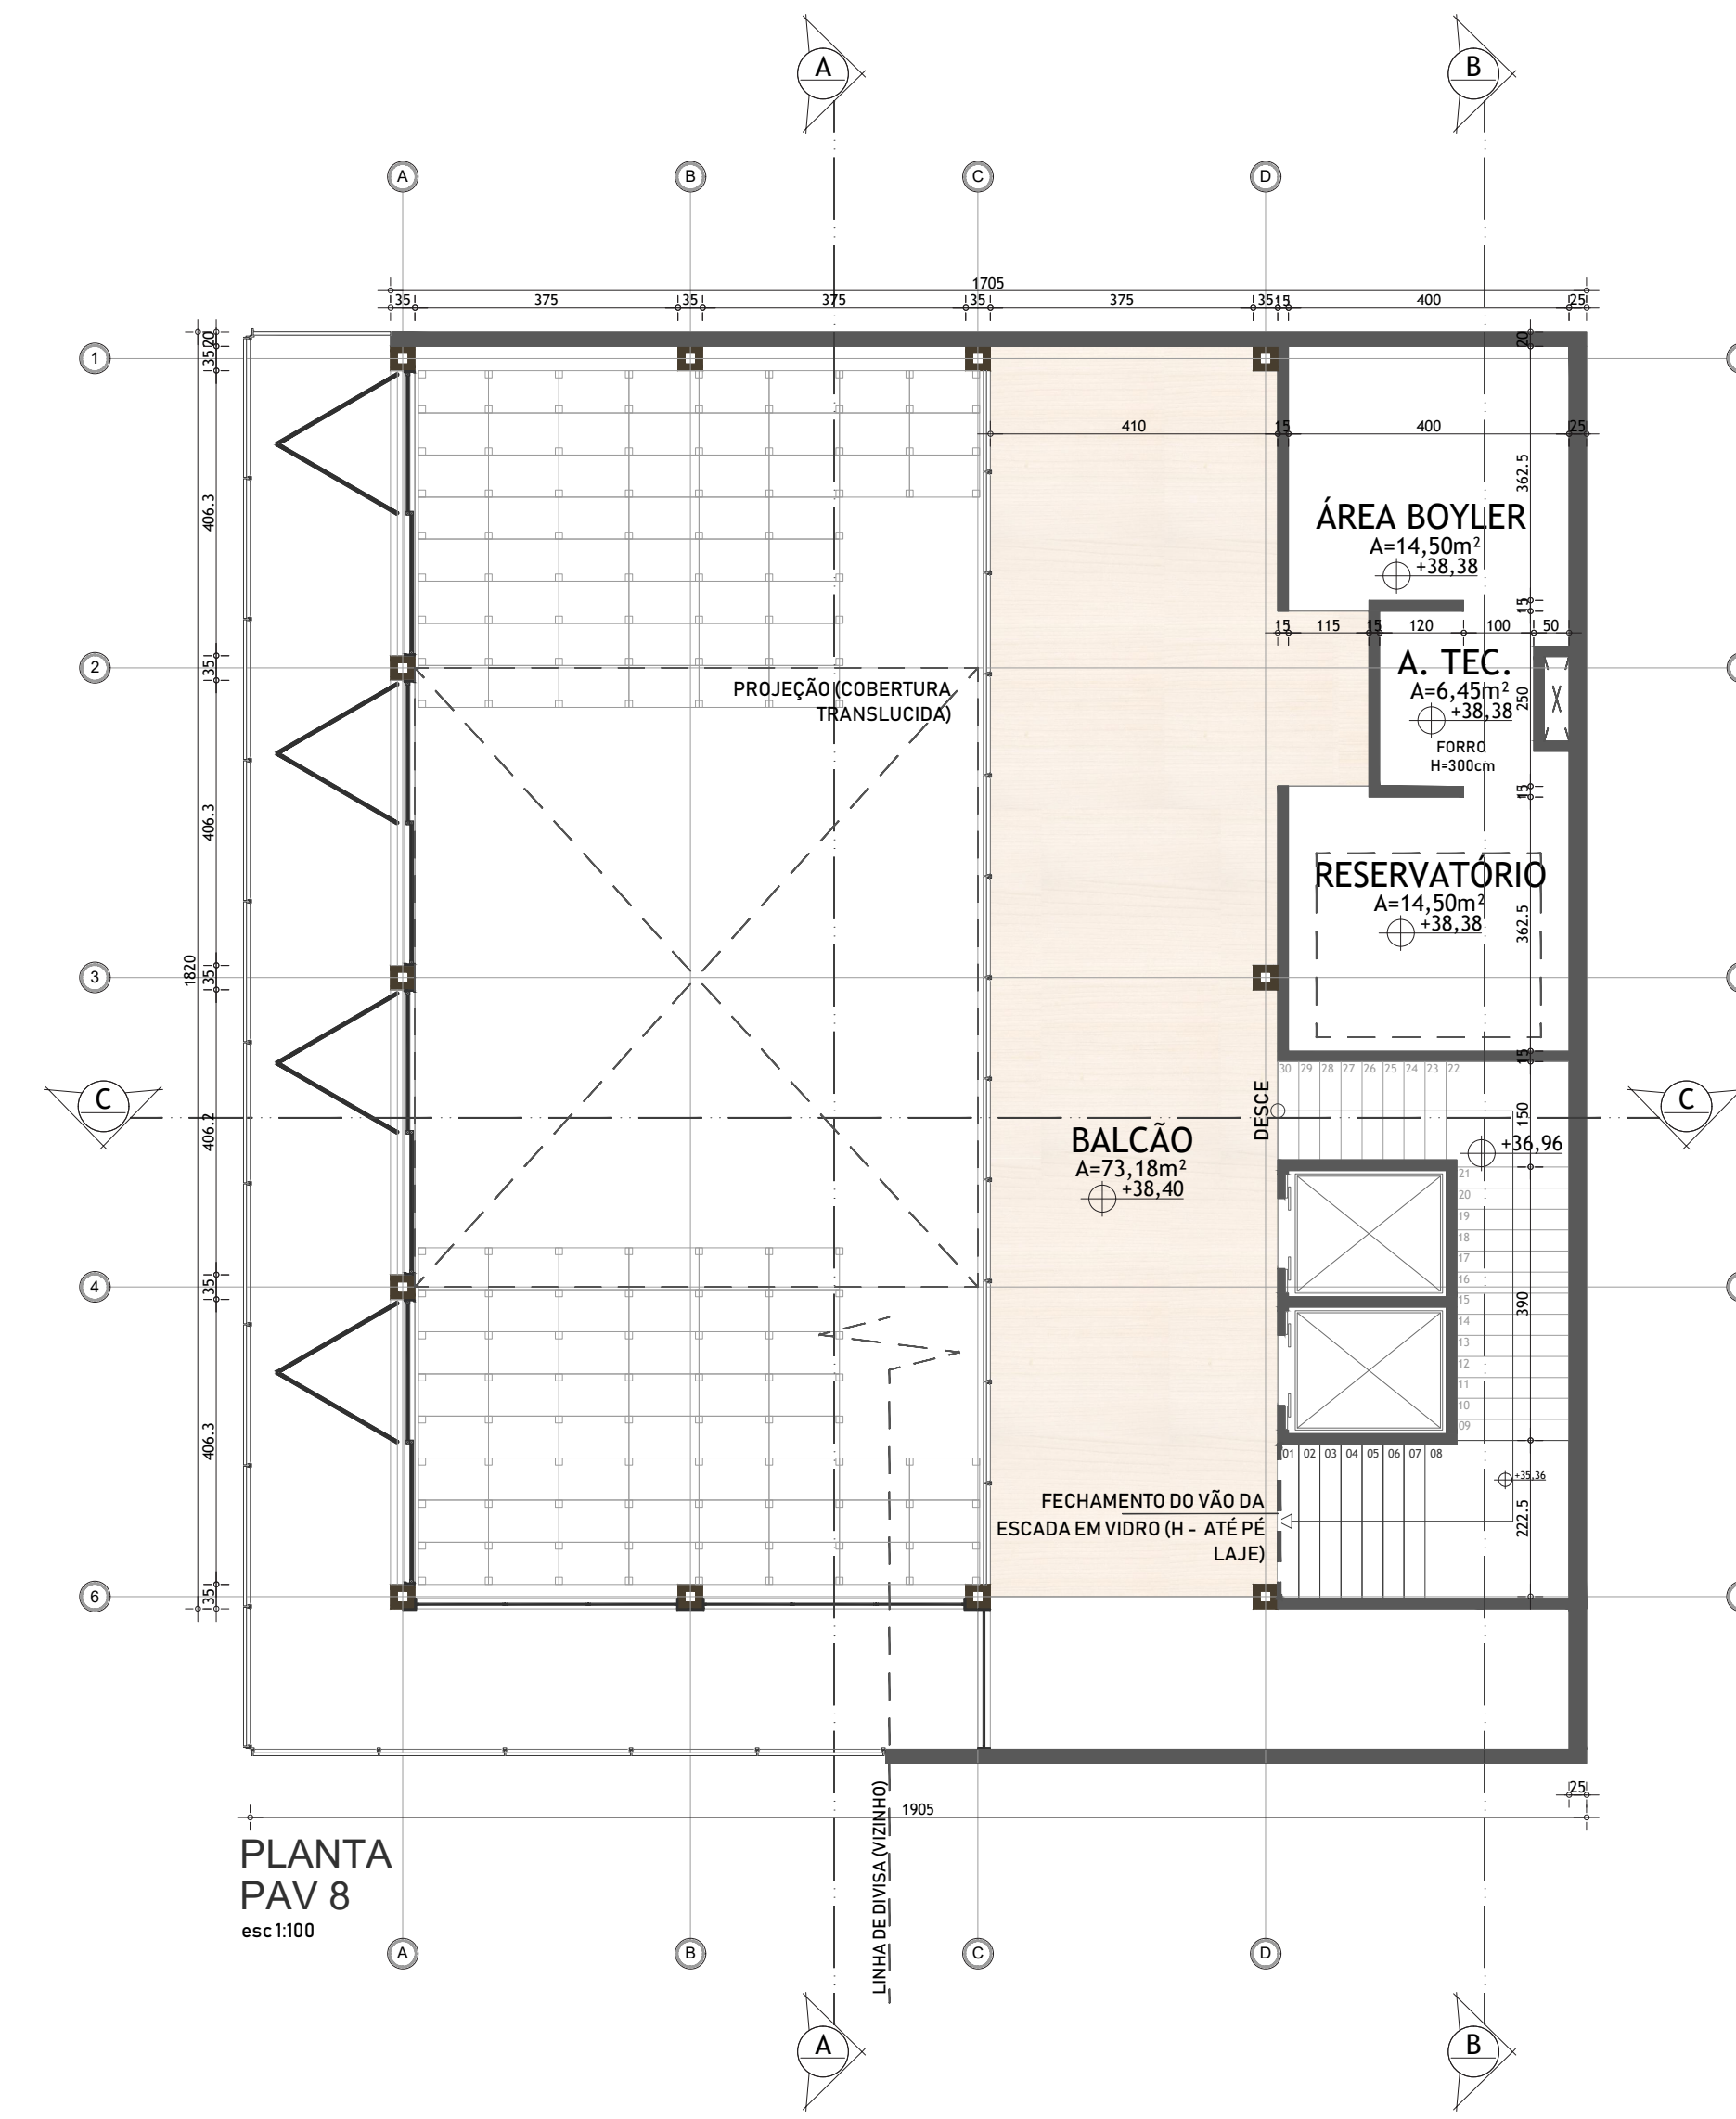 A
B
A
B
C
D
1705
35
375
35
375
35
375
35
15
400
25
20
35
20
1
410
15
400
25
406.3
362.5
ÁREA BOYLER
A=14,50m²
+38,38
15
15
115
15
120
100
50
35
2
A. TEC.
A=6,45m²
+38,38
250
PROJEÇÃO (COBERTURA
TRANSLUCIDA)
FORRO
H=300cm
15
406.3
RESERVATÓRIO
A=14,50m²
+38,38
362.5
1820
35
3
15
30
29
28
27
26
25
24
23
22
C
C
DESCE
406.2
150
+36,96
BALCÃO
A=73,18m²
+38,40
21
20
19
18
17
16
15
14
13
12
11
10
09
35
4
390
406.3
01
02
03
04
05
06
07
08
+35,36
FECHAMENTO DO VÃO DA
ESCADA EM VIDRO (H - ATÉ PÉ
LAJE)
222.5
35
6
25
1905
LINHA DE DIVISA (VIZINHO)
PLANTA
PAV 8
esc 1:100
A
B
C
D
A
B